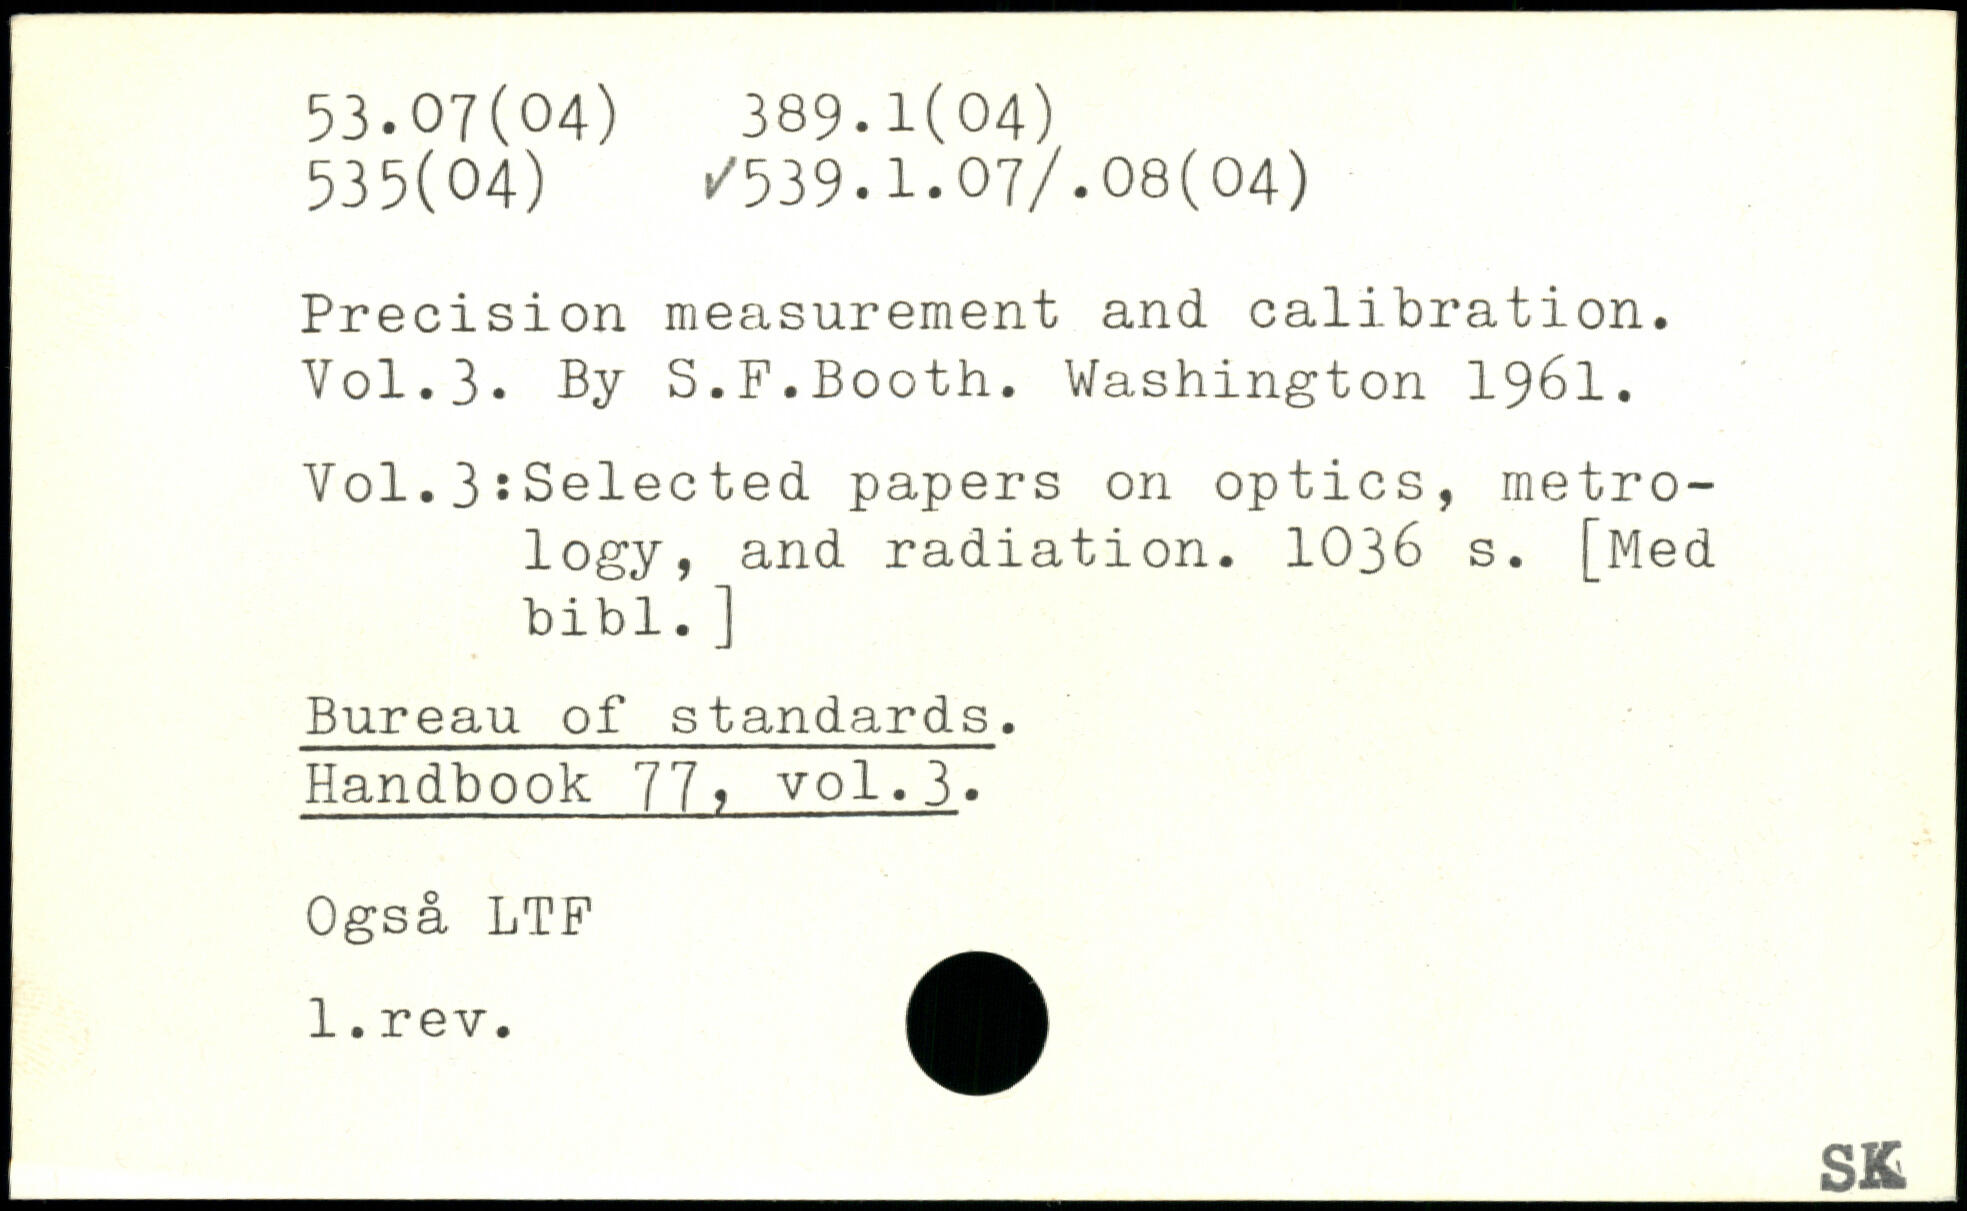 53.07(04) 389.1(04)
535(04) ✓539.1.07/.08(04)
Precision measurement and calibration.
Vol.3. By S.F.Booth. Washington 1961.
Vol.3:Selected papers on optics, metro-
logy, and radiation. 1036 s. [Med
bibl.]
Bureau of standards.
Handbook 77, vol.3.
Også LTF
1.rev.
SK